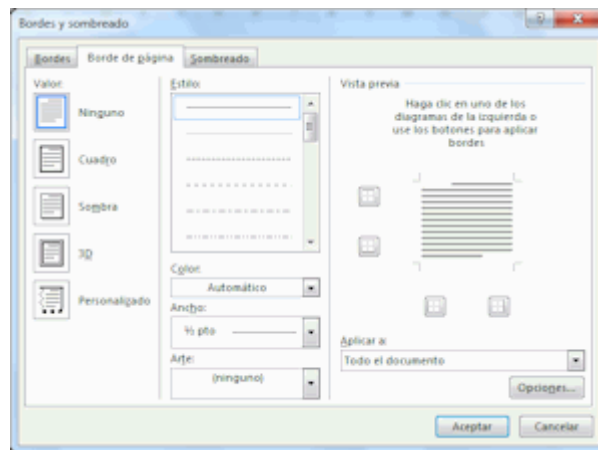 Bordes y sombreado
Bordes
Borde de página
Sombreado
Valor:
Ninguno
Cuadro
Sombra
3D
Personalizado
Estilo:
Color:
Automático
Ancho:
½ pto
Arte:
(ninguno)
Vista previa
Haga clic en uno de los
diagramas de la izquierda o
use los botones para aplicar
bordes
Aplicar a:
Todo el documento
Opciones...
Aceptar
Cancelar